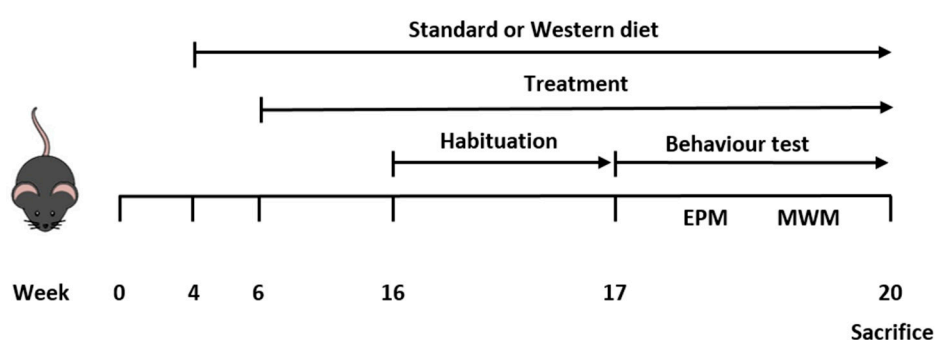 Standard or Western diet
Treatment
Habituation
Behaviour test
EPM MWM
Week 0 4 6 16 17 20
Sacrifice